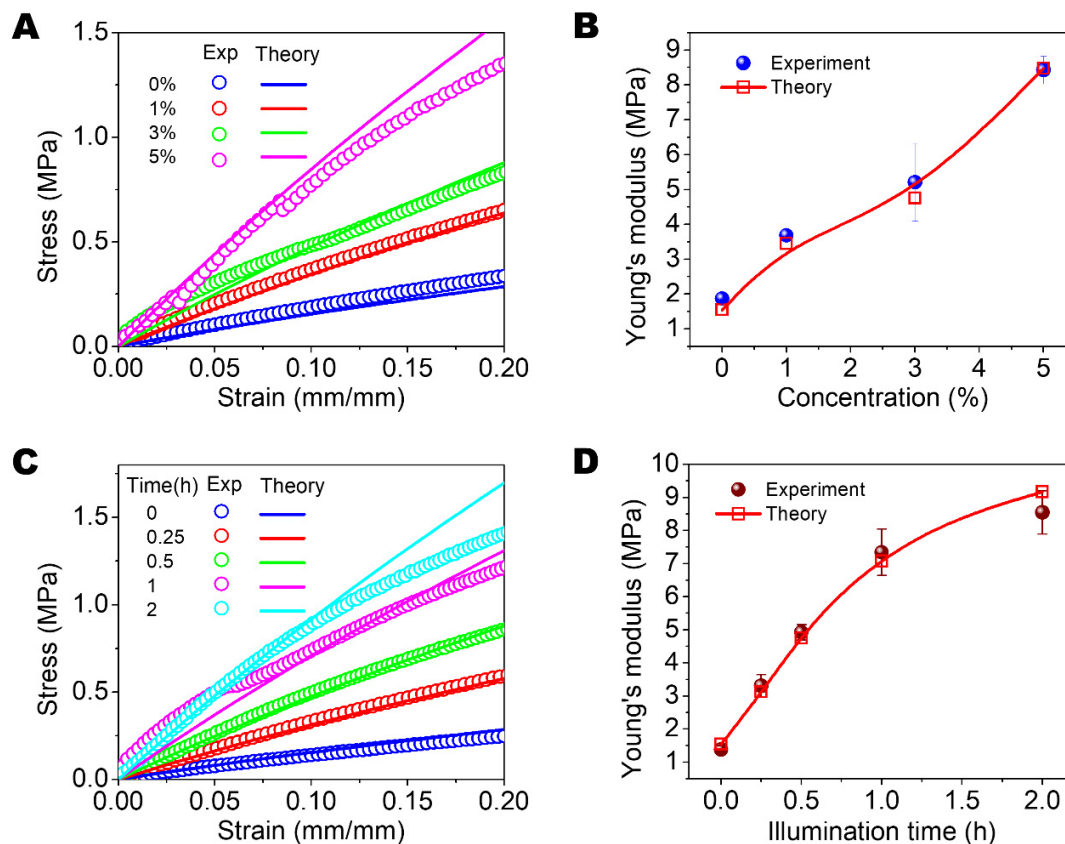 A
Exp Theory
0%
1%
3%
5%
1.5
1.0
0.5
0.0
Stress (MPa)
0.00 0.05 0.10 0.15 0.20
Strain (mm/mm)
B
Experiment
Theory
9
8
7
6
5
4
3
2
1
Young's modulus (MPa)
0 1 2 3 4 5
Concentration (%)
C
Time(h) Exp Theory
0
0.25
0.5
1
2
1.5
1.0
0.5
0.0
Stress (MPa)
0.00 0.05 0.10 0.15 0.20
Strain (mm/mm)
D
Experiment
Theory
10
9
8
7
6
5
4
3
2
1
Young's modulus (MPa)
0.0 0.5 1.0 1.5 2.0
Illumination time (h)